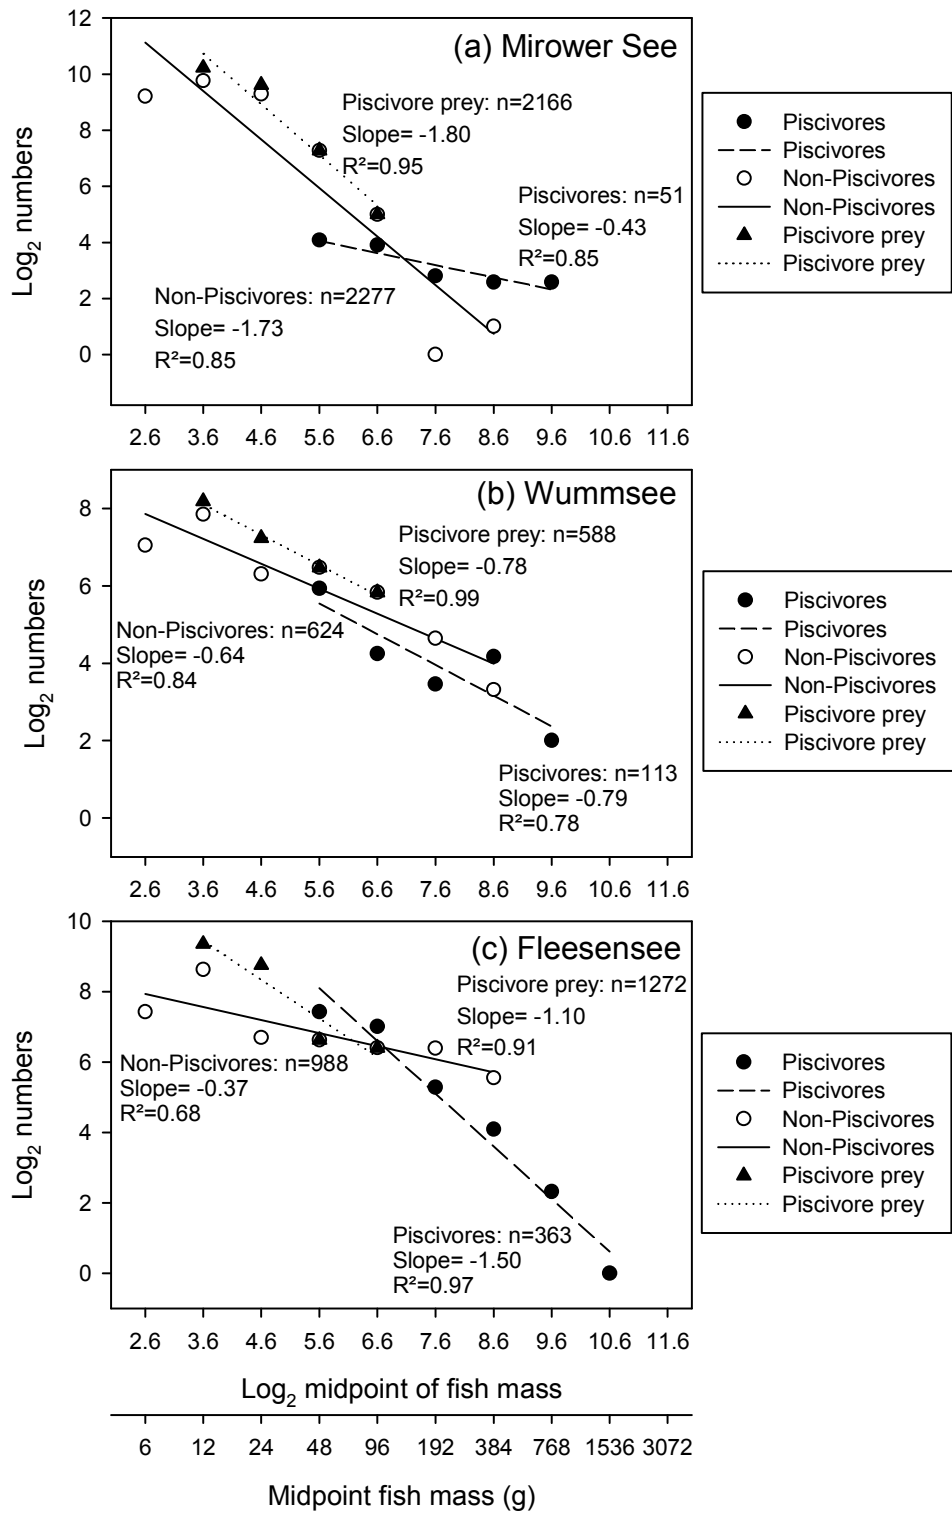 (a) Mirower See
Log2 numbers
12
10
8
6
4
2
0
Piscivore prey: n=2166
Slope= -1.80
R²=0.95
Piscivores: n=51
Slope= -0.43
R²=0.85
Non-Piscivores: n=2277
Slope= -1.73
R²=0.85
2.6 3.6 4.6 5.6 6.6 7.6 8.6 9.6 10.6 11.6
Piscivores
Piscivores
Non-Piscivores
Non-Piscivores
Piscivore prey
Piscivore prey
(b) Wummsee
Log2 numbers
8
6
4
2
0
Piscivore prey: n=588
Slope= -0.78
R²=0.99
Non-Piscivores: n=624
Slope= -0.64
R²=0.84
Piscivores: n=113
Slope= -0.79
R²=0.78
2.6 3.6 4.6 5.6 6.6 7.6 8.6 9.6 10.6 11.6
Piscivores
Piscivores
Non-Piscivores
Non-Piscivores
Piscivore prey
Piscivore prey
(c) Fleesensee
Log2 numbers
10
8
6
4
2
0
Piscivore prey: n=1272
Slope= -1.10
R²=0.91
Non-Piscivores: n=988
Slope= -0.37
R²=0.68
Piscivores: n=363
Slope= -1.50
R²=0.97
2.6 3.6 4.6 5.6 6.6 7.6 8.6 9.6 10.6 11.6
Piscivores
Piscivores
Non-Piscivores
Non-Piscivores
Piscivore prey
Piscivore prey
Log2 midpoint of fish mass
6 12 24 48 96 192 384 768 1536 3072
Midpoint fish mass (g)